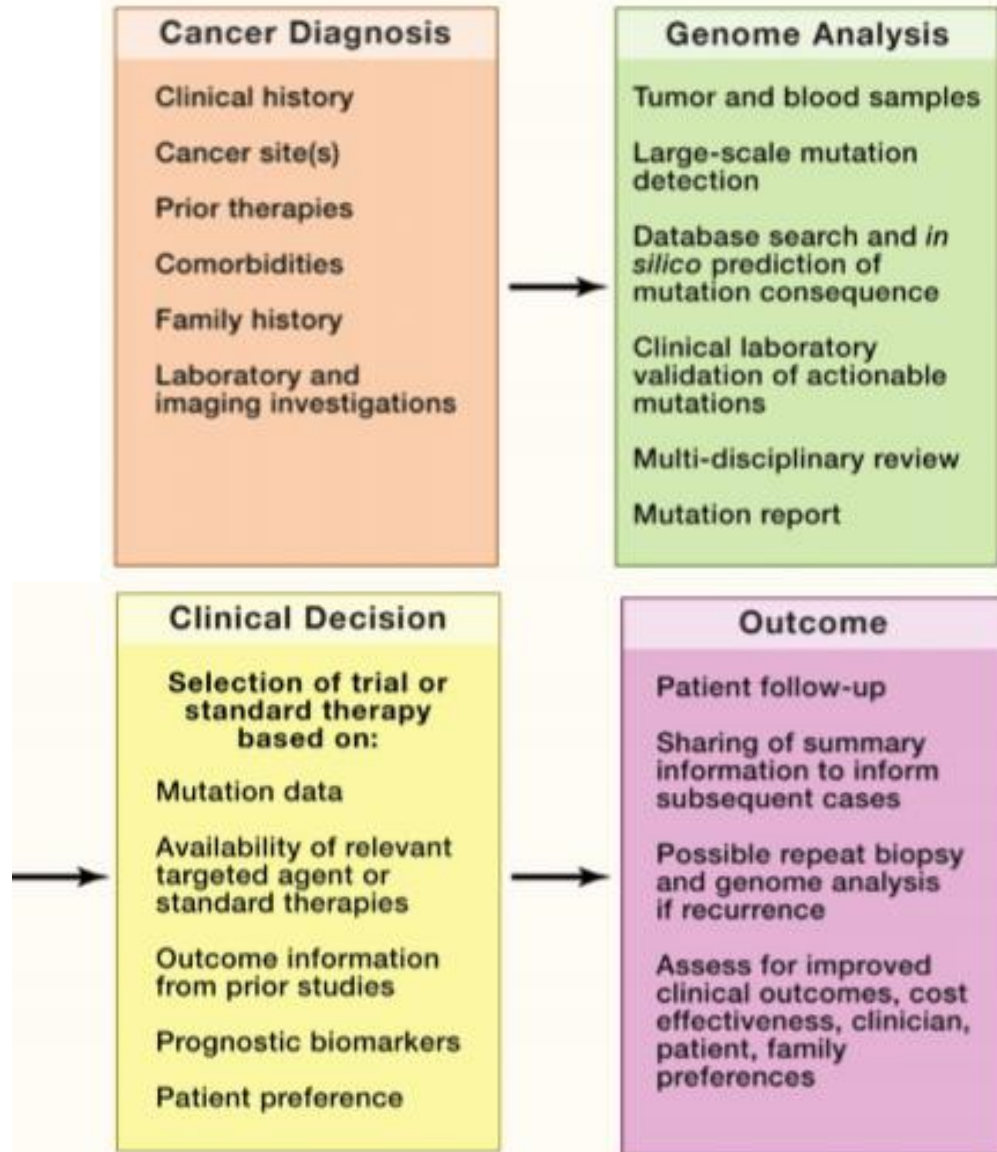 Cancer Diagnosis
Clinical history
Cancer site(s)
Prior therapies
Comorbidities
Family history
Laboratory and
imaging investigations
Genome Analysis
Tumor and blood samples
Large-scale mutation
detection
Database search and in
silico prediction of
mutation consequence
Clinical laboratory
validation of actionable
mutations
Multi-disciplinary review
Mutation report
Clinical Decision
Selection of trial or
standard therapy
based on:
Mutation data
Availability of relevant
targeted agent or
standard therapies
Outcome information
from prior studies
Prognostic biomarkers
Patient preference
Outcome
Patient follow-up
Sharing of summary
information to inform
subsequent cases
Possible repeat biopsy
and genome analysis
if recurrence
Assess for improved
clinical outcomes, cost
effectiveness, clinician,
patient, family
preferences